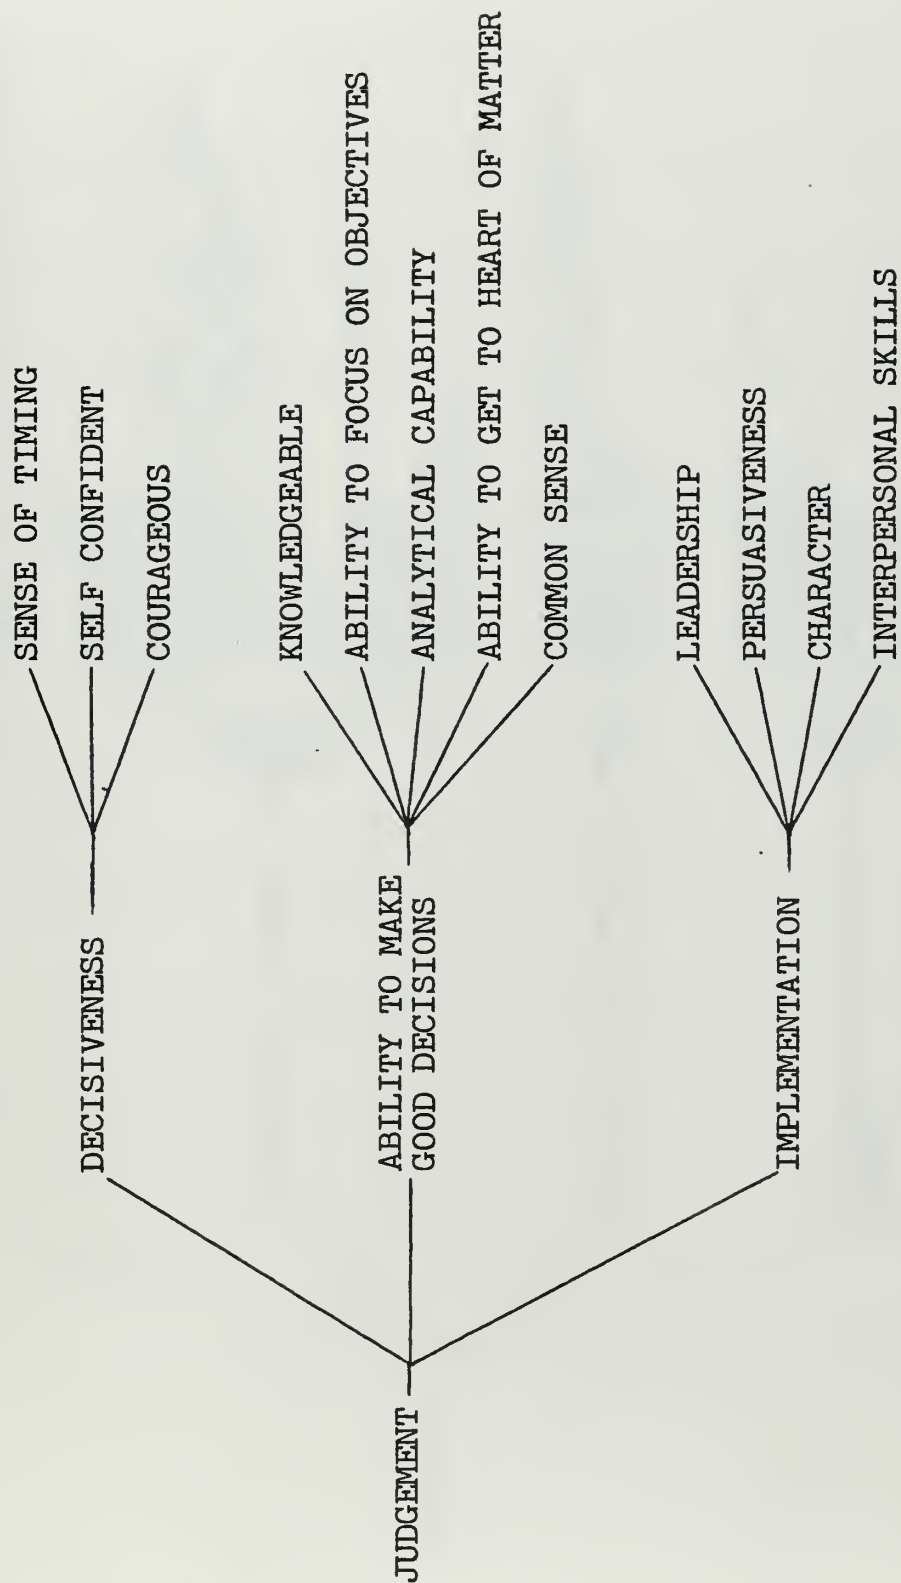 JUDGEMENT
DECISIVENESS
SENSE OF TIMING
SELF CONFIDENT
COURAGEOUS
ABILITY TO MAKE
GOOD DECISIONS
KNOWLEDGEABLE
ABILITY TO FOCUS ON OBJECTIVES
ANALYTICAL CAPABILITY
ABILITY TO GET TO HEART OF MATTER
COMMON SENSE
IMPLEMENTATION
LEADERSHIP
PERSUASIVENESS
CHARACTER
INTERPERSONAL SKILLS